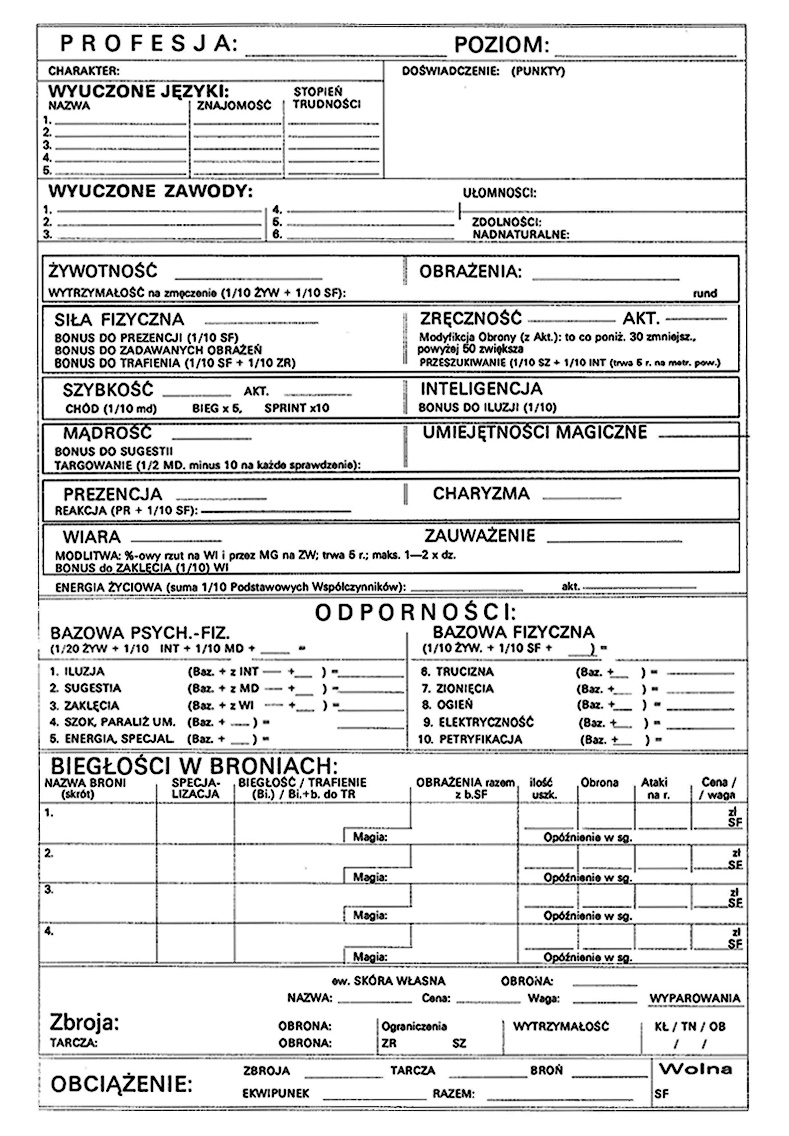 PROFESJA: POZIOM:
CHARAKTER: DOŚWIADCZENIE: (PUNKTY)
WYUCZONE JĘZYKI: STOPIEŃ
NAZWA ZNAJOMOŚĆ TRUDNOŚCI
1.
2.
3.
4.
5.
WYUCZONE ZAWODY: UŁOMNOŚCI:
1. 4.
2. 5. ZDOLNOŚCI:
3. 6. NADNATURALNE:
ŻYWOTNOŚĆ OBRAŻENIA:
WYTRZYMAŁOŚĆ na zmęczenie (1/10 ŻYW + 1/10 SF): rund
SIŁA FIZYCZNA ZRĘCZNOŚĆ AKT.
BONUS DO PREZENCJI (1/10 SF) Modyfikcja Obrony (z Akt.): to co poniż. 30 zmniejsz.,
BONUS DO ZADAWANYCH OBRAŻEŃ powyżej 50 zwiększa
BONUS DO TRAFIENIA (1/10 SF + 1/10 ZR) PRZESZUKIWANIE (1/10 SZ + 1/10 INT (trwa 5 r. na metr. pow.)
SZYBKOŚĆ AKT. INTELIGENCJA
CHÓD (1/10 md) BIEG x 5, SPRINT x10 BONUS DO ILUZJI (1/10)
MĄDROŚĆ UMIEJĘTNOŚCI MAGICZNE
BONUS DO SUGESTII
TARGOWANIE (1/2 MD. minus 10 na każde sprawdzenie):
PREZENCJA CHARYZMA
REAKCJA (PR + 1/10 SF):
WIARA ZAUWAŻENIE
MODLITWA: %-owy rzut na WI i przez MG na ZW; trwa 5 r.; maks. 1—2 x dz.
BONUS do ZAKLĘCIA (1/10) WI
ENERGIA ŻYCIOWA (suma 1/10 Podstawowych Współczynników): akt.
ODPORNOŚCI:
BAZOWA PSYCH.-FIZ. BAZOWA FIZYCZNA
(1/20 ŻYW + 1/10 INT + 1/10 MD + = (1/10 ŻYW. + 1/10 SF + ) =
1. ILUZJA (Baz. + z INT + ) = 6. TRUCIZNA (Baz. + ) =
2. SUGESTIA (Baz. + z MD + ) = 7. ZIONIĘCIA (Baz. + ) =
3. ZAKLĘCIA (Baz. + z WI + ) = 8. OGIEŃ (Baz. + ) =
4. SZOK, PARALIŻ UM. (Baz. + ) = 9. ELEKTRYCZNOŚĆ (Baz. + ) =
5. ENERGIA, SPECJAL. (Baz. + ) = 10. PETRYFIKACJA (Baz. + ) =
BIEGŁOŚCI W BRONIACH:
NAZWA BRONI SPECJA- BIEGŁOŚĆ / TRAFIENIE OBRAŻENIA razem ilość Obrona Ataki Cena /
(skrót) LIZACJA (Bi.) / Bi.+b. do TR z b.SF uszk. na r. / waga
1. zł
SF
Magia: Opóźnienie w sg.
2. zł
SF
Magia: Opóźnienie w sg.
3. zł
SF
Magia: Opóźnienie w sg.
4. zł
SF
Magia: Opóźnienie w sg.
ew. SKÓRA WŁASNA OBRONA:
NAZWA: Cena: Waga: WYPAROWANIA
Zbroja: OBRONA: Ograniczenia WYTRZYMAŁOŚĆ KŁ / TN / OB
TARCZA: OBRONA: ZR SZ / /
OBCIĄŻENIE: ZBROJA TARCZA BROŃ Wolna
EKWIPUNEK RAZEM: SF